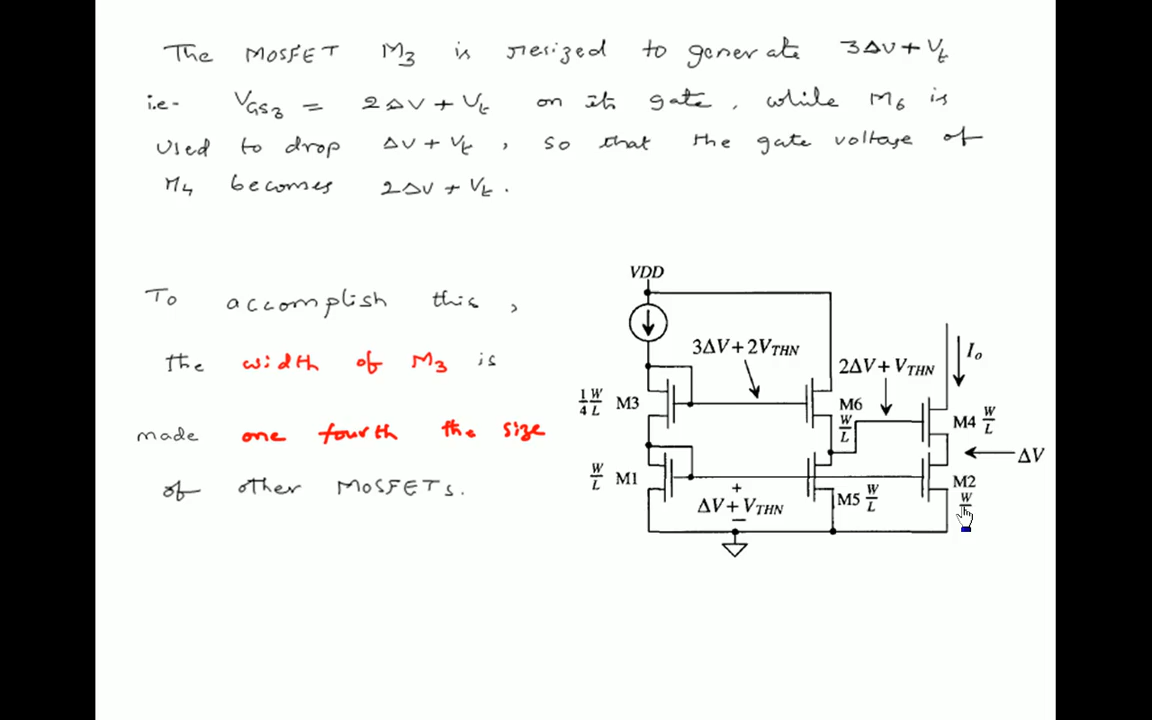 The MOSFET M3 is resized to generate 3ΔV + Vt
i.e- VGS3 = 2ΔV + Vt on its gate, while M6 is
used to drop ΔV + Vt, so that the gate voltage of
M4 becomes 2ΔV + Vt.
To accomplish this,
the width of M3 is
made one fourth the size
of other MOSFETs.
VDD
3ΔV + 2VTHN
2ΔV + VTHN
Io
1/4 W/L M3
M6 W/L
M4 W/L
ΔV
W/L M1
ΔV + VTHN
M5 W/L
M2
W